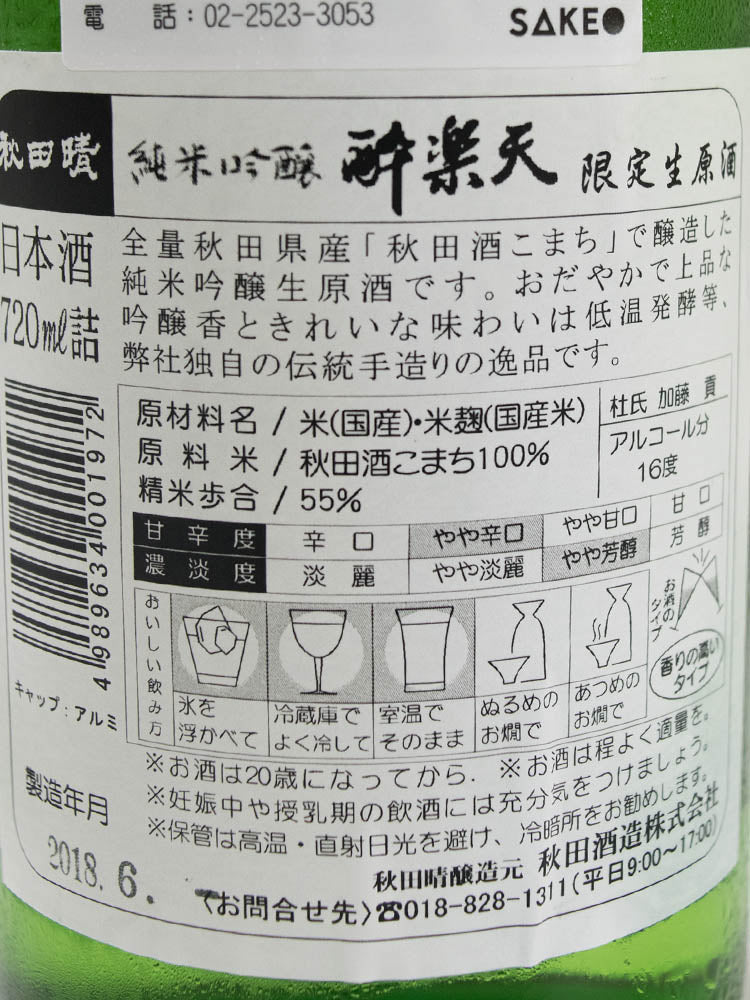 電 話：02-2523-3053
SAKE
秋田晴
純米吟醸 酔楽天 限定生原酒
日本酒
720ml詰
全量秋田県産「秋田酒こまち」で醸造した
純米吟醸生原酒です。おだやかで上品な
吟醸香ときれいな味わいは低温発酵等、
弊社独自の伝統手造りの逸品です。
原材料名 / 米(国産)・米麹(国産米)
原料米 / 秋田酒こまち100%
精米歩合 / 55%
杜氏 加藤 貢
アルコール分
16度
甘辛度 辛口 やや辛口 やや甘口 甘口
濃淡度 淡麗 やや淡麗 やや芳醇 芳醇
おいしい飲み方
氷を
浮かべて
冷蔵庫で
よく冷して
室温で
そのまま
ぬるめの
お燗で
あつめの
お燗で
お酒の
タイプ
香りの高い
タイプ
4989634001972
キャップ：アルミ
※お酒は20歳になってから. ※お酒は程よく適量を。
※妊娠中や授乳期の飲酒には充分気をつけましょう。
※保管は高温・直射日光を避け、冷暗所をお勧めします。
製造年月
2018. 6.
秋田晴醸造元 秋田酒造株式会社
〈お問合せ先〉☎018-828-1311(平日9:00～17:00)